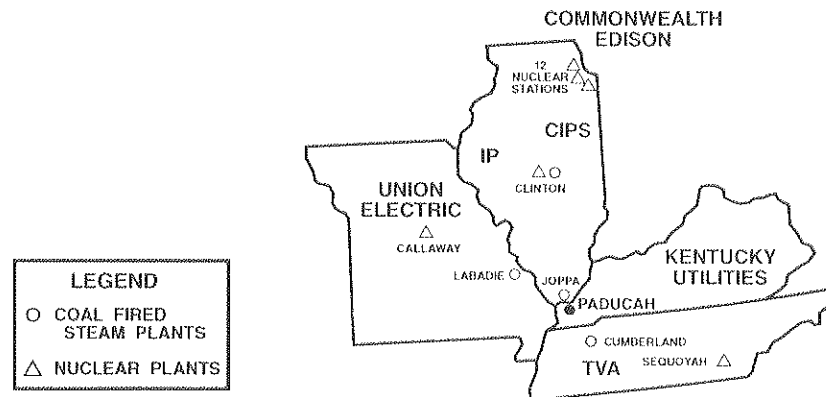 COMMONWEALTH
EDISON
12
NUCLEAR
STATIONS
CIPS
IP
CLINTON
UNION
ELECTRIC
CALLAWAY
LABADIE
JOPPA
PADUCAH
KENTUCKY
UTILITIES
CUMBERLAND
TVA
SEQUOYAH
LEGEND
COAL FIRED
STEAM PLANTS
NUCLEAR PLANTS